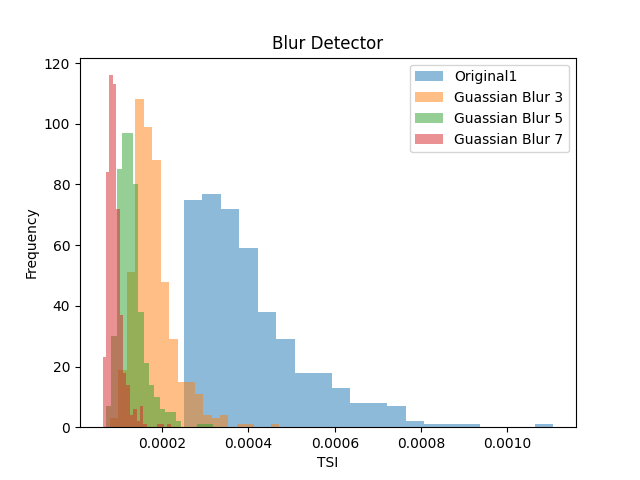 Blur Detector
120
100
80
60
40
20
0
Frequency
Original1
Guassian Blur 3
Guassian Blur 5
Guassian Blur 7
0.0002
0.0004
0.0006
0.0008
0.0010
TSI